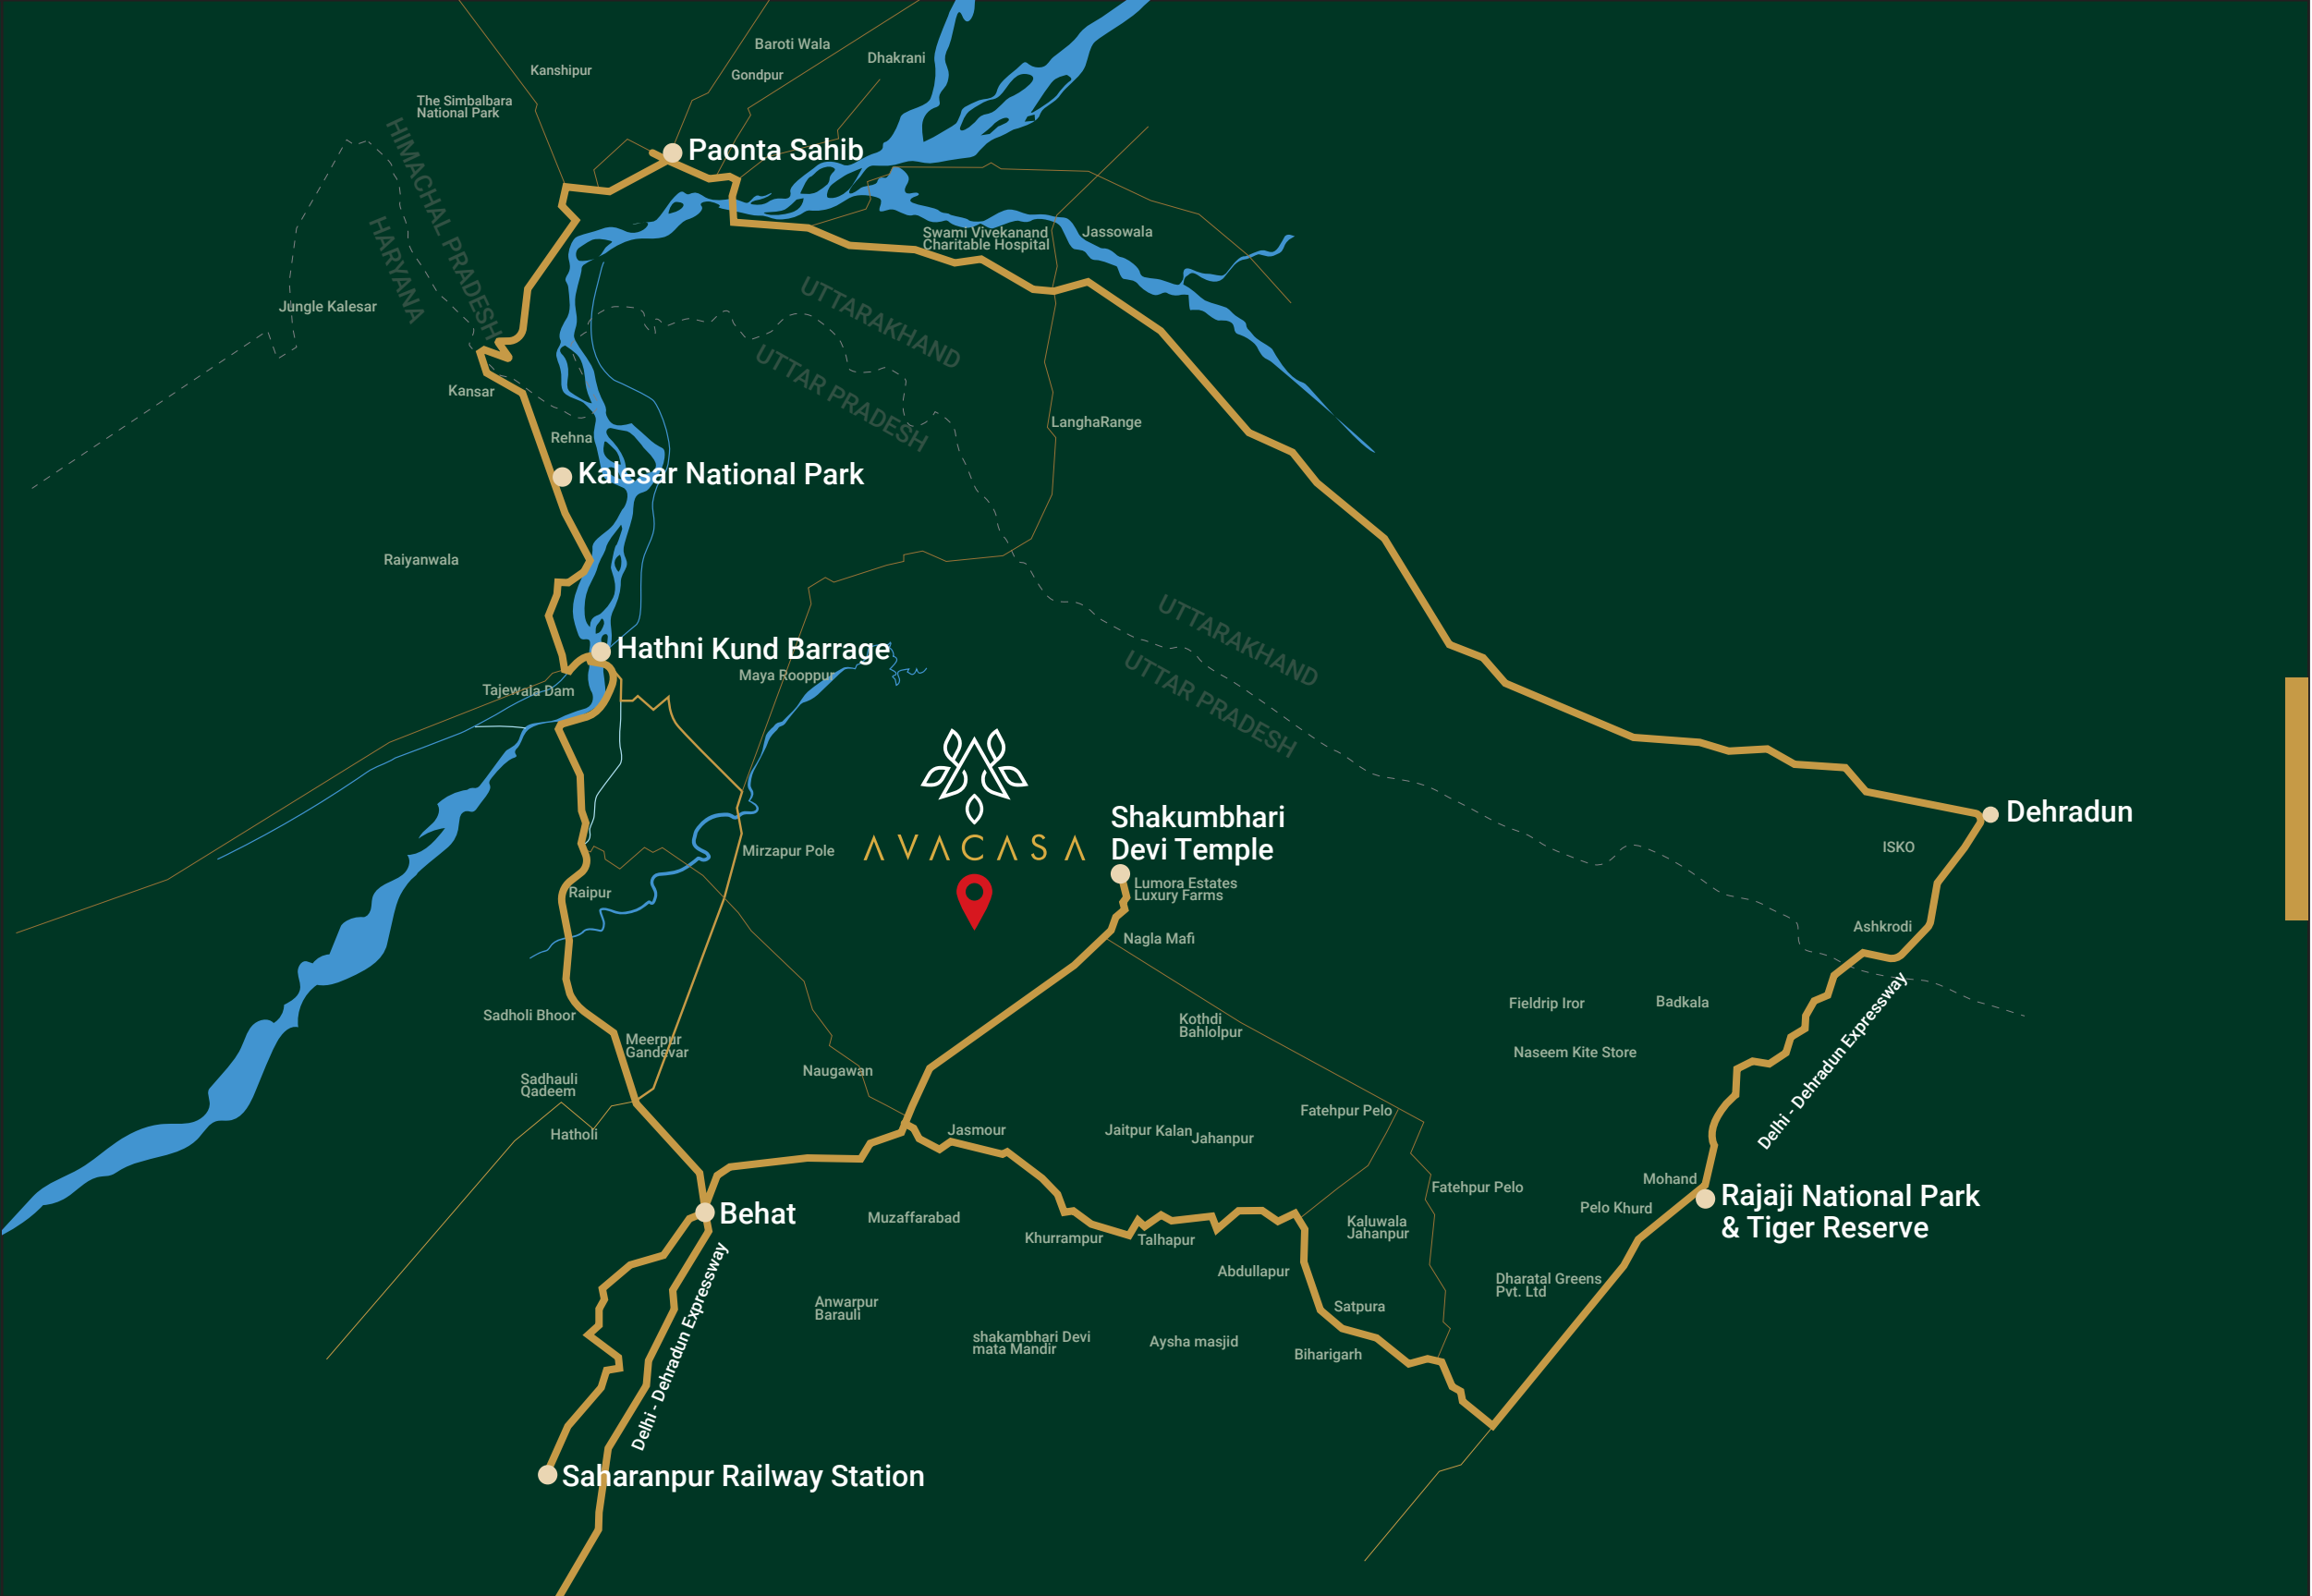 Baroti Wala
Dhakrani
Kanshipur
Gondpur
The Simbalbara
National Park
Paonta Sahib
HIMACHAL PRADESH
HARYANA
Swami Vivekanand
Charitable Hospital
Jassowala
Jungle Kalesar
UTTARAKHAND
UTTAR PRADESH
Kansar
LanghaRange
Rehna
Kalesar National Park
Raiyanwala
UTTARAKHAND
UTTAR PRADESH
Hathni Kund Barrage
Maya Rooppur
Tajewala Dam
Shakumbhari
Devi Temple
Dehradun
Mirzapur Pole
AVACASA
ISKO
Lumora Estates
Luxury Farms
Raipur
Ashkrodi
Nagla Mafi
Fieldrip Iror
Badkala
Sadholi Bhoor
Kothdi
Bahlolpur
Delhi - Dehradun Expressway
Meerpur
Gandevar
Naseem Kite Store
Naugawan
Sadhauli
Qadeem
Fatehpur Pelo
Hatholi
Jasmour
Jaitpur Kalan
Jahanpur
Mohand
Fatehpur Pelo
Rajaji National Park
& Tiger Reserve
Pelo Khurd
Behat
Muzaffarabad
Kaluwala
Jahanpur
Khurrampur
Talhapur
Abdullapur
Dharatal Greens
Pvt. Ltd
Delhi - Dehradun Expressway
Anwarpur
Barauli
Satpura
shakambhari Devi
mata Mandir
Aysha masjid
Biharigarh
Saharanpur Railway Station